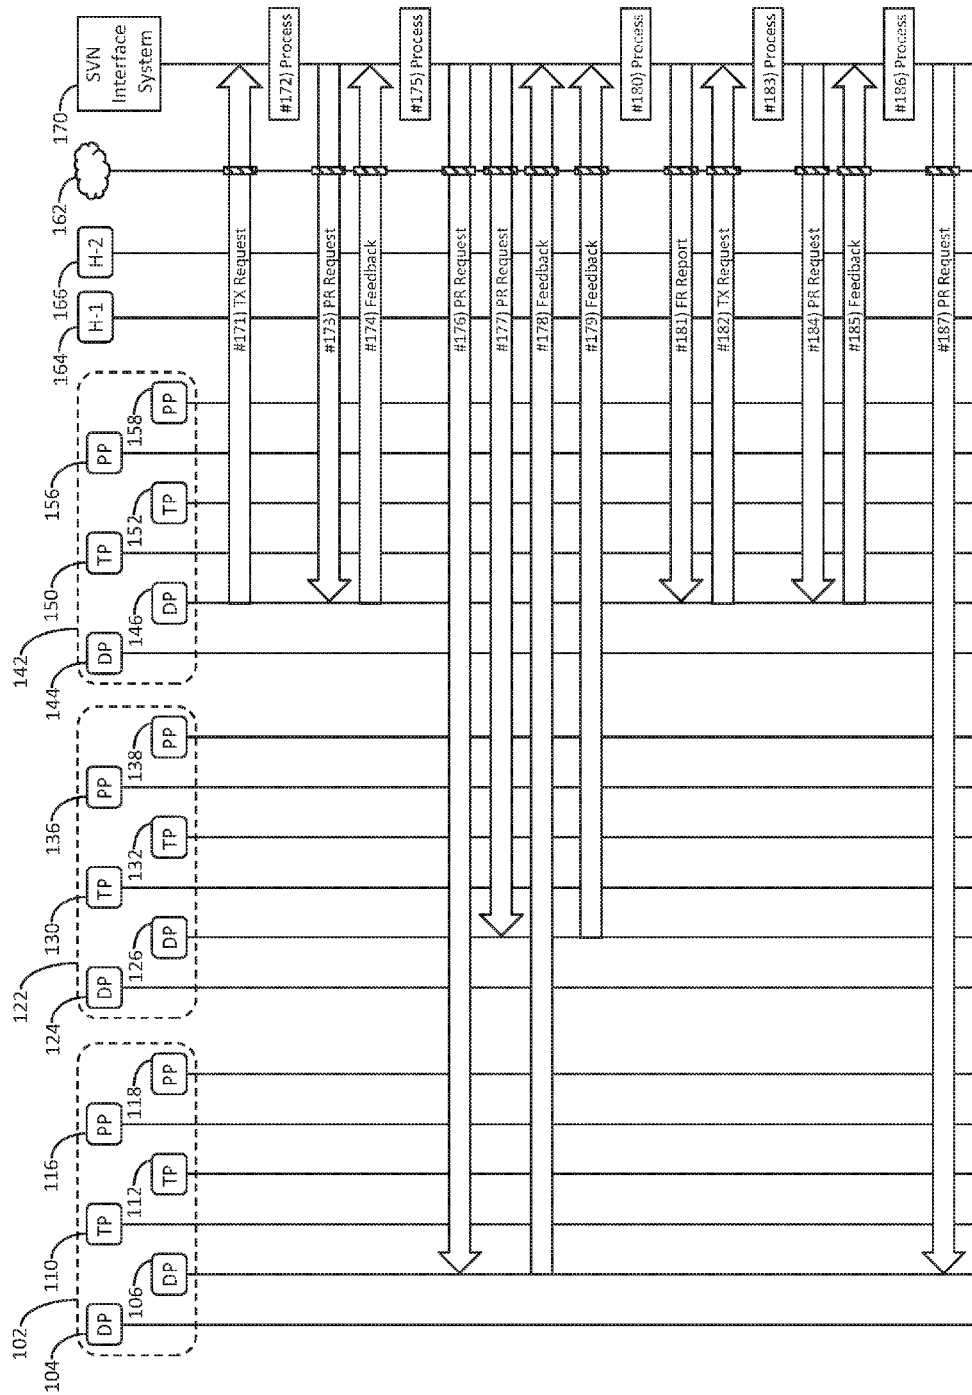 102
122
142
104
110
116
124
130
136
144
150
156
164
166
162
170
DP
TP
PP
DP
TP
PP
DP
TP
PP
H-1
H-2
SVN
Interface
System
106
112
118
126
132
138
146
152
158
DP
TP
PP
DP
TP
PP
DP
TP
PP
#171) TX Request
#172) Process
#173) PR Request
#174) Feedback
#175) Process
#176) PR Request
#177) PR Request
#178) Feedback
#179) Feedback
#180) Process
#181) FR Report
#182) TX Request
#183) Process
#184) PR Request
#185) Feedback
#186) Process
#187) PR Request